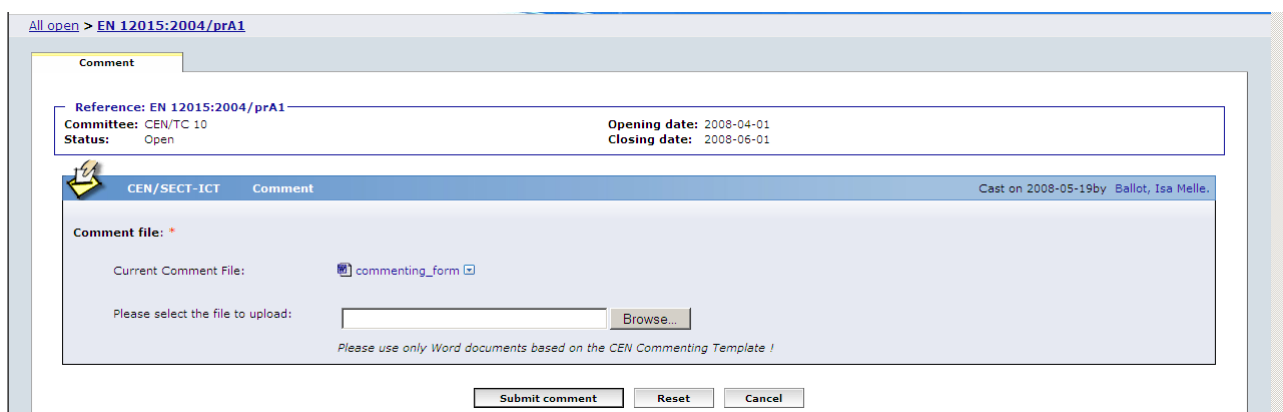 All open > EN 12015:2004/prA1
Comment
Reference: EN 12015:2004/prA1
Committee: CEN/TC 10 Opening date: 2008-04-01
Status: Open Closing date: 2008-06-01
CEN/SECT-ICT Comment Cast on 2008-05-19by Ballot, Isa Melle.
Comment file: *
Current Comment File: commenting_form
Please select the file to upload: Browse...
Please use only Word documents based on the CEN Commenting Template !
Submit comment Reset Cancel